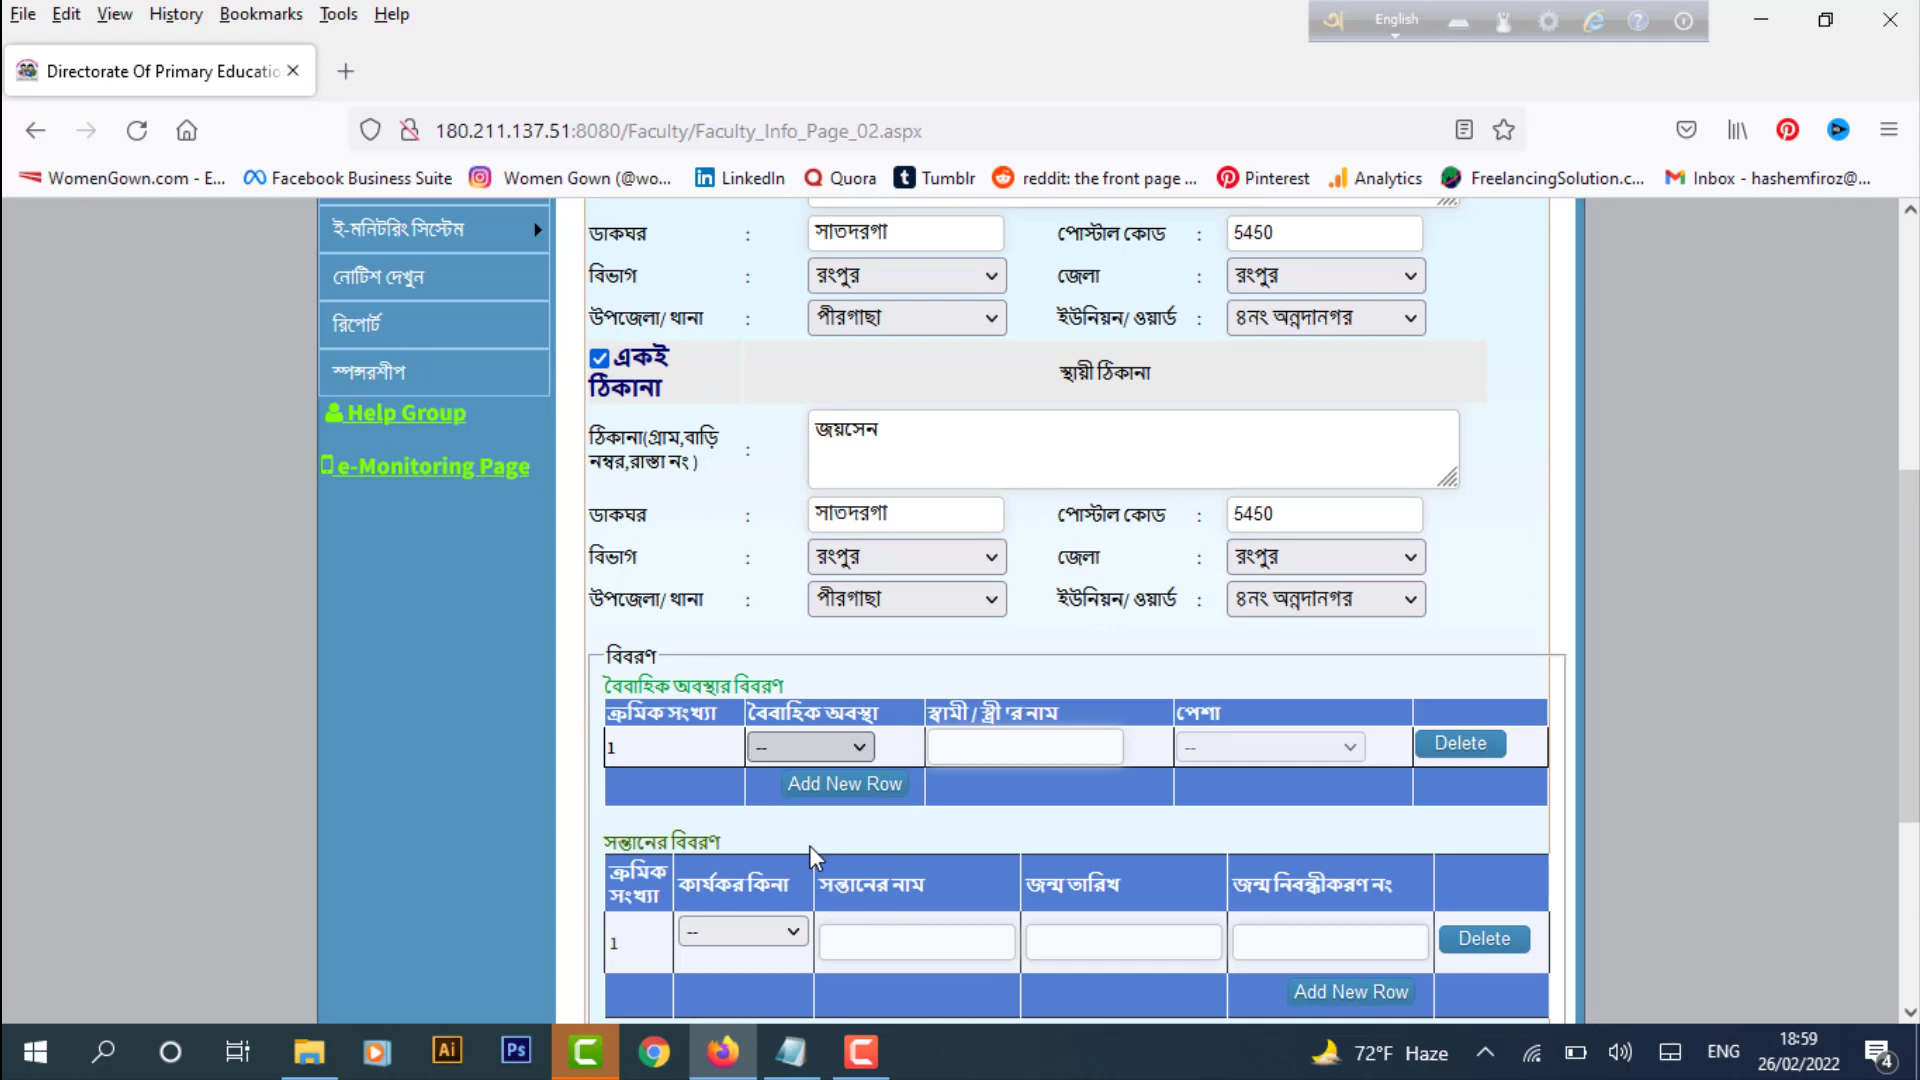 File Edit View History Bookmarks Tools Help
অ English
Directorate Of Primary Educatio
180.211.137.51:8080/Faculty/Faculty_Info_Page_02.aspx
WomenGown.com - E... Facebook Business Suite Women Gown (@wo... LinkedIn Quora Tumblr reddit: the front page ... Pinterest Analytics FreelancingSolution.c... Inbox - hashemfiroz@...
ই-মনিটরিং সিস্টেম
নোটিশ দেখুন
রিপোর্ট
স্পন্সরশীপ
Help Group
e-Monitoring Page
ডাকঘর : সাতদরগা পোস্টাল কোড : 5450
বিভাগ : রংপুর জেলা : রংপুর
উপজেলা/ থানা : পীরগাছা ইউনিয়ন/ ওয়ার্ড : ৪নং অন্নদানগর
একই ঠিকানা স্থায়ী ঠিকানা
ঠিকানা(গ্রাম,বাড়ি নম্বর,রাস্তা নং ) : জয়সেন
ডাকঘর : সাতদরগা পোস্টাল কোড : 5450
বিভাগ : রংপুর জেলা : রংপুর
উপজেলা/ থানা : পীরগাছা ইউনিয়ন/ ওয়ার্ড : ৪নং অন্নদানগর
বিবরণ
বৈবাহিক অবস্থার বিবরণ
ক্রমিক সংখ্যা বৈবাহিক অবস্থা স্বামী / স্ত্রী 'র নাম পেশা
1 -- -- Delete
Add New Row
সন্তানের বিবরণ
ক্রমিক সংখ্যা কার্যকর কিনা সন্তানের নাম জন্ম তারিখ জন্ম নিবন্ধীকরণ নং
1 -- Delete
Add New Row
Ai Ps C C 72°F Haze ENG 18:59
26/02/2022 4